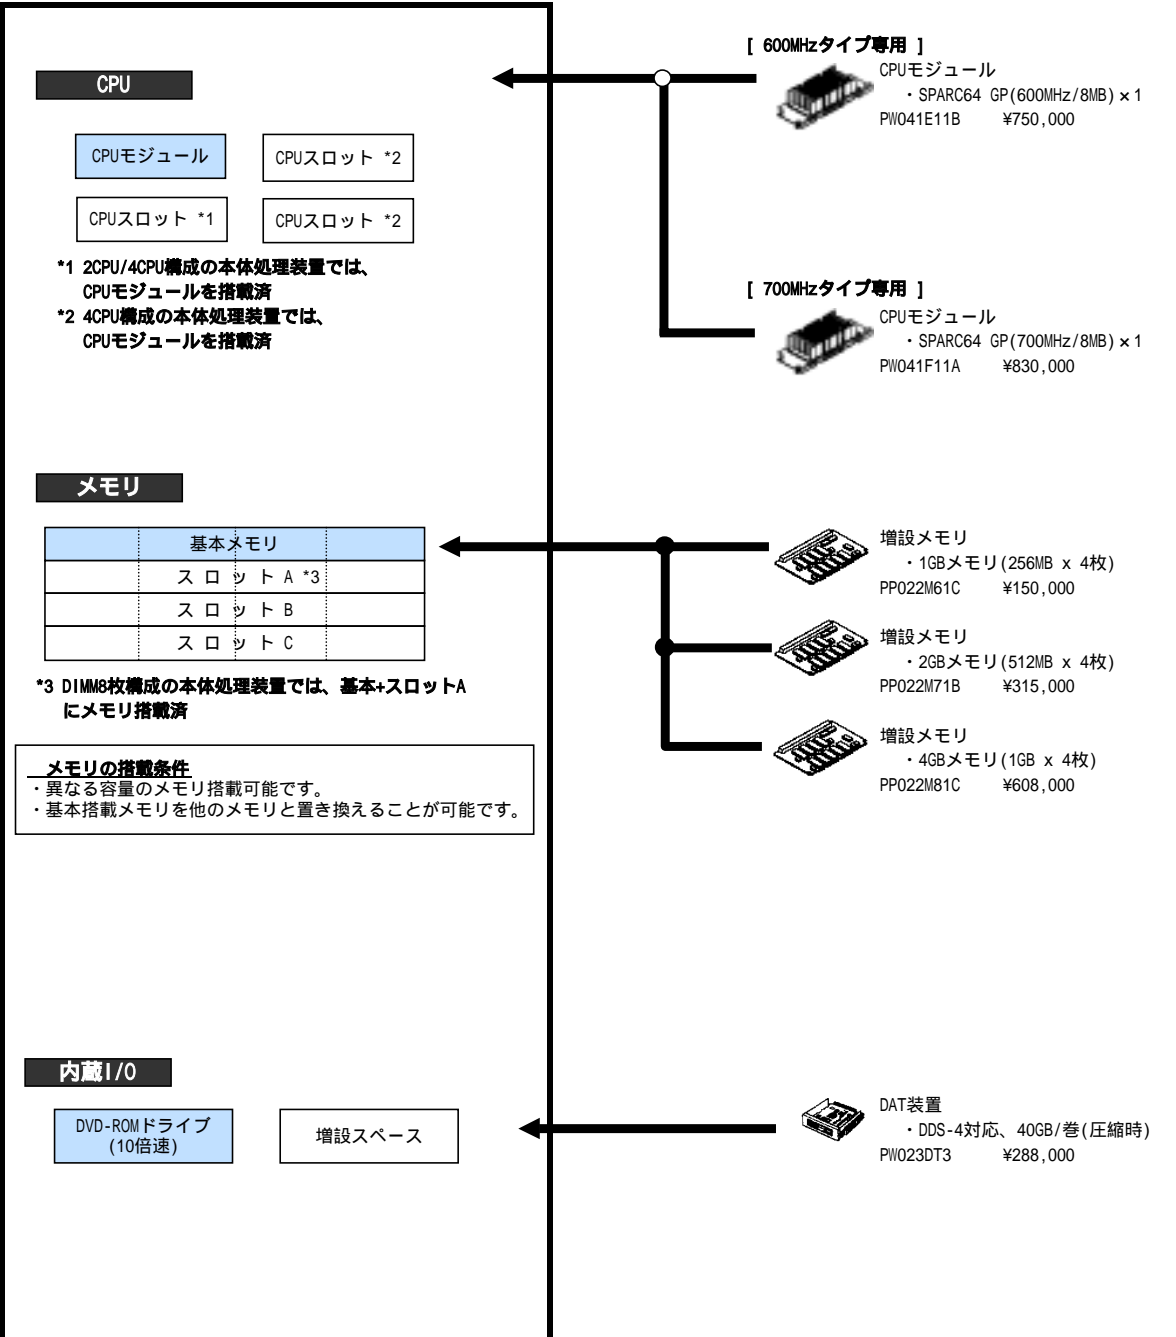 CPU
CPUモジュール
CPUスロット *2
CPUスロット *1
CPUスロット *2
*1 2CPU/4CPU構成の本体処理装置では、
CPUモジュールを搭載済
*2 4CPU構成の本体処理装置では、
CPUモジュールを搭載済
[ 600MHzタイプ専用 ]
CPUモジュール
・SPARC64 GP(600MHz/8MB)×1
PW041E11B ¥750,000
[ 700MHzタイプ専用 ]
CPUモジュール
・SPARC64 GP(700MHz/8MB)×1
PW041F11A ¥830,000
メモリ
基本メモリ
スロットA *3
スロットB
スロットC
*3 DIMM8枚構成の本体処理装置では、基本+スロットA
にメモリ搭載済
メモリの搭載条件
・異なる容量のメモリ搭載可能です。
・基本搭載メモリを他のメモリと置き換えることが可能です。
増設メモリ
・1GBメモリ(256MB x 4枚)
PP022M61C ¥150,000
増設メモリ
・2GBメモリ(512MB x 4枚)
PP022M71B ¥315,000
増設メモリ
・4GBメモリ(1GB x 4枚)
PP022M81C ¥608,000
内蔵I/O
DVD-ROMドライブ
(10倍速)
増設スペース
DAT装置
・DDS-4対応、40GB/巻(圧縮時)
PW023DT3 ¥288,000